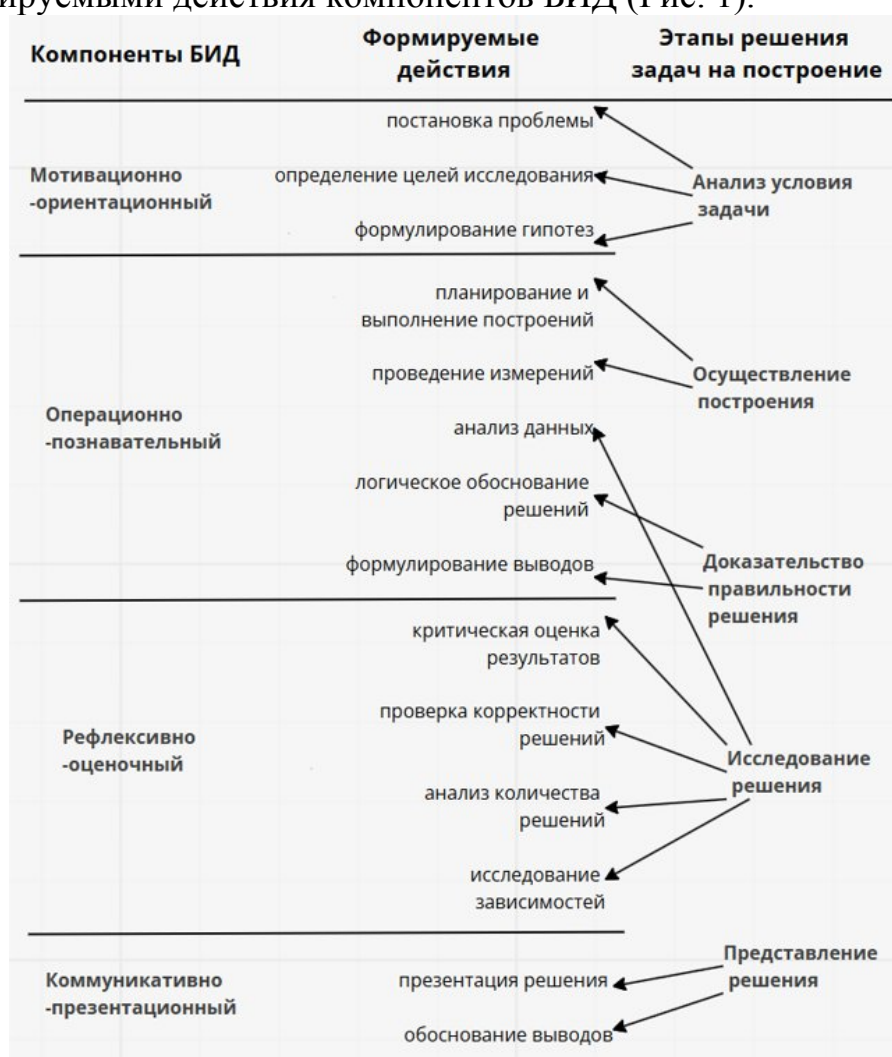 ируемыми действия компонентов БИД (Рис. 1).
Компоненты БИД
Формируемые
действия
Этапы решения
задач на построение
Мотивационно
-ориентационный
постановка проблемы
определение целей исследования
формулирование гипотез
Анализ условия
задачи
Операционно
-познавательный
планирование и
выполнение построений
проведение измерений
анализ данных
логическое обоснование
решений
формулирование выводов
Осуществление
построения
Доказательство
правильности
решения
Рефлексивно
-оценочный
критическая оценка
результатов
проверка корректности
решений
анализ количества
решений
исследование
зависимостей
Исследование
решения
Коммуникативно
-презентационный
презентация решения
обоснование выводов
Представление
решения